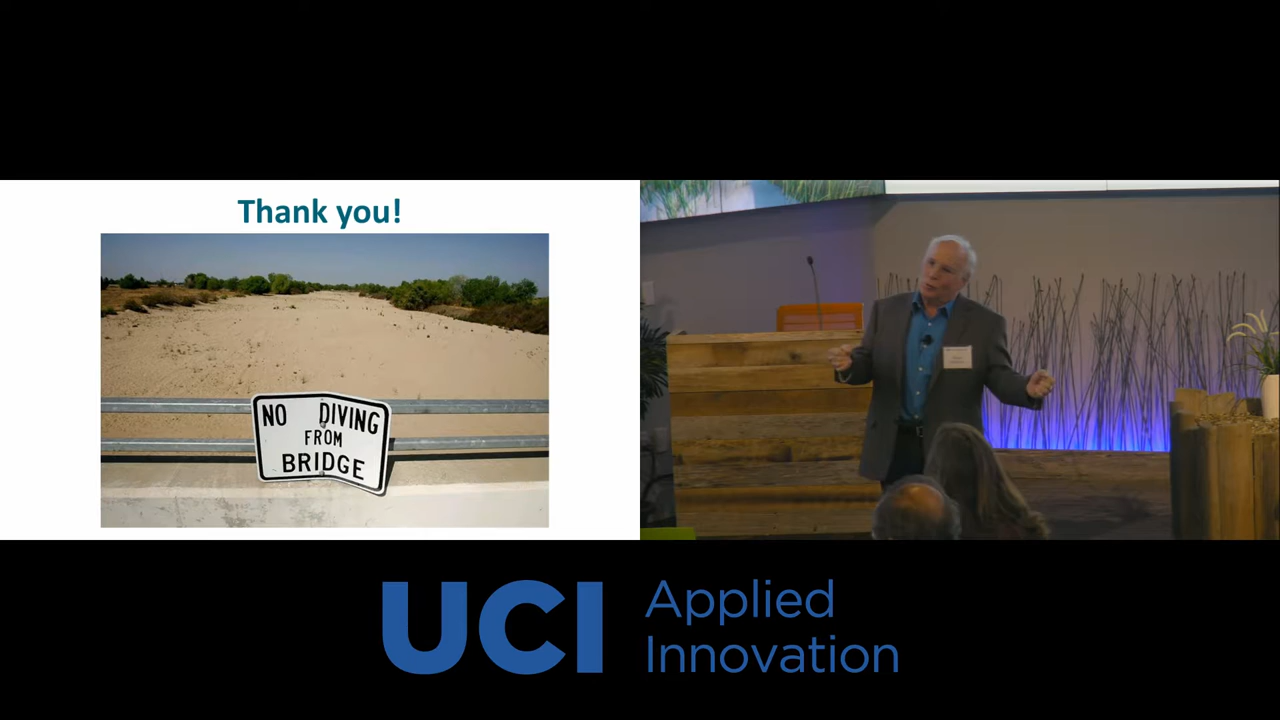 Thank you!
NO DIVING
FROM
BRIDGE
UCI Applied
Innovation